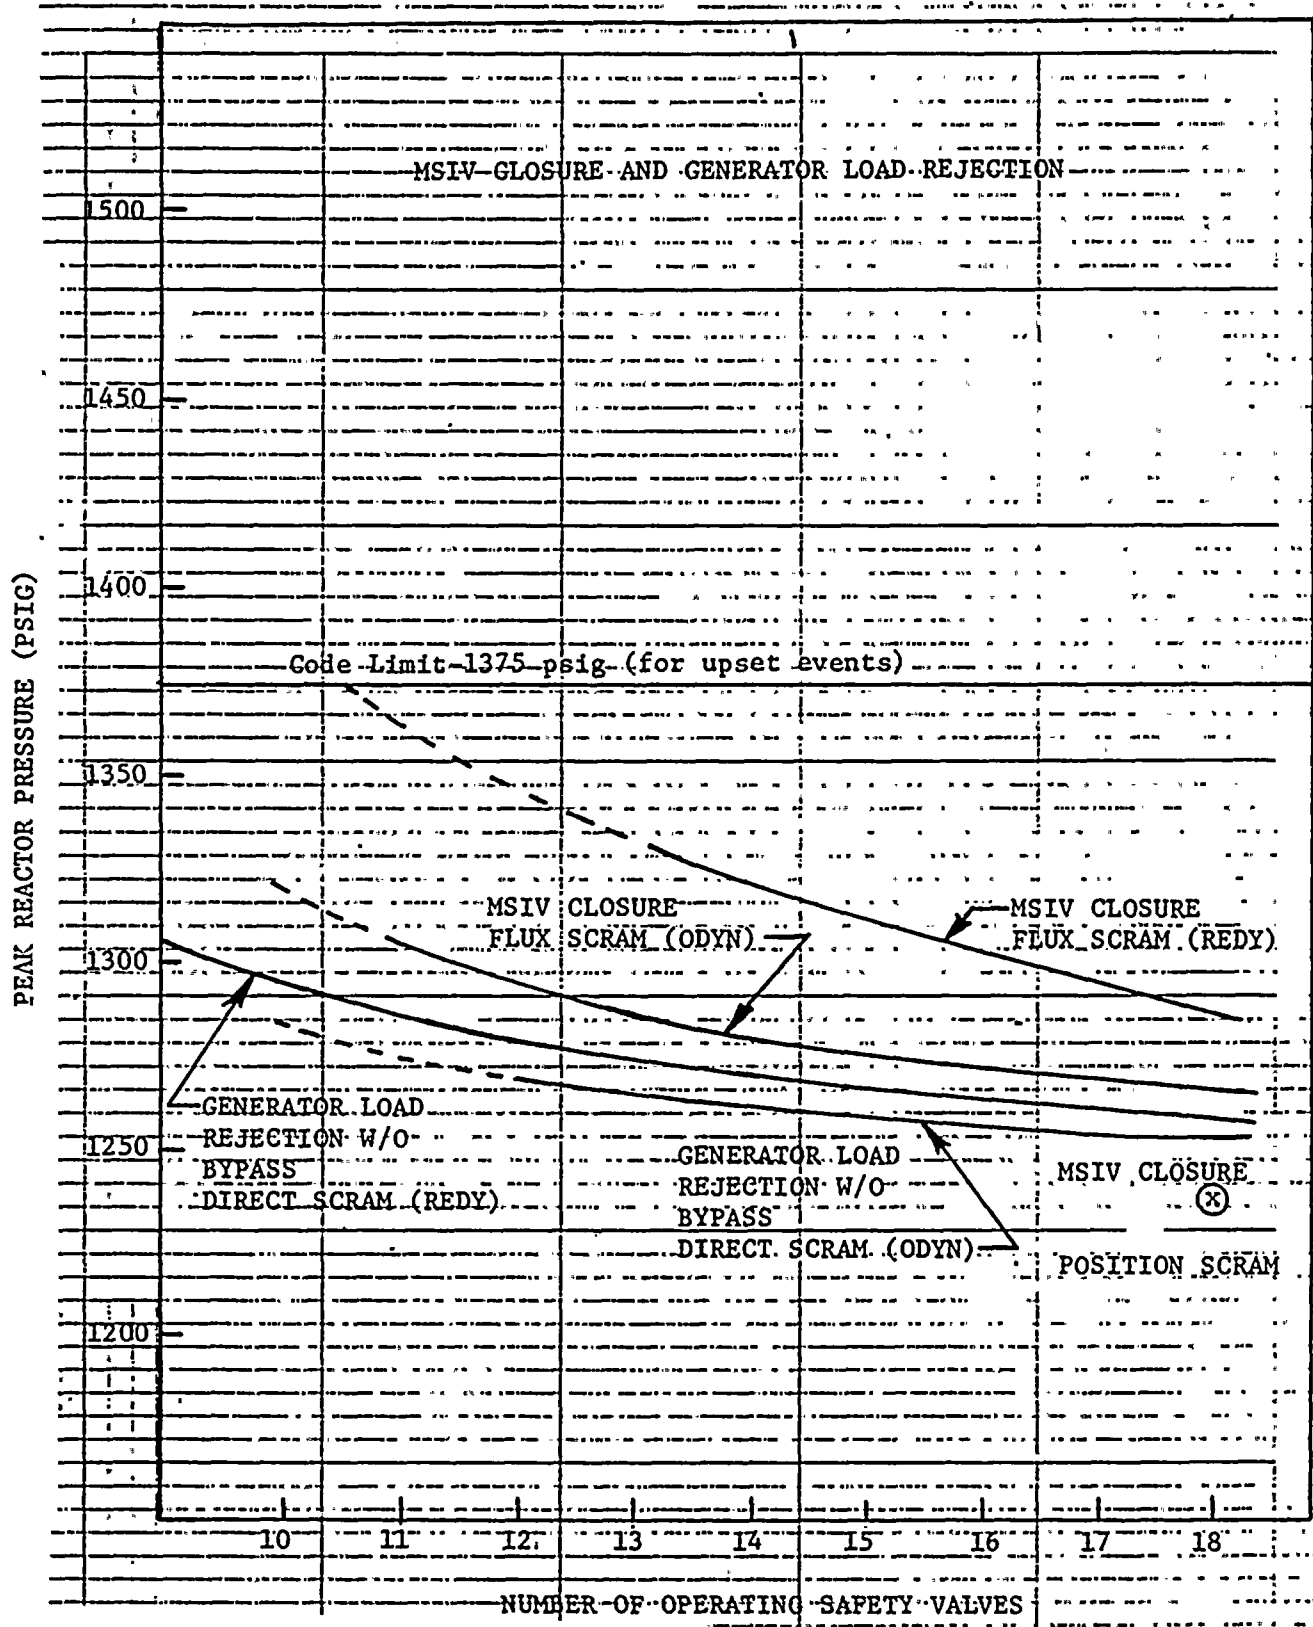 MSIV CLOSURE AND GENERATOR LOAD REJECTION
1500
1450
1400
1350
1300
1250
1200
PEAK REACTOR PRESSURE (PSIG)
Code Limit 1375 psig (for upset events)
MSIV CLOSURE
FLUX SCRAM (ODYN)
MSIV CLOSURE
FLUX SCRAM (REDY)
GENERATOR LOAD
REJECTION W/O
BYPASS
DIRECT SCRAM (REDY)
GENERATOR LOAD
REJECTION W/O
BYPASS
DIRECT SCRAM (ODYN)
MSIV CLOSURE
X
POSITION SCRAM
10 11 12 13 14 15 16 17 18
NUMBER OF OPERATING SAFETY VALVES